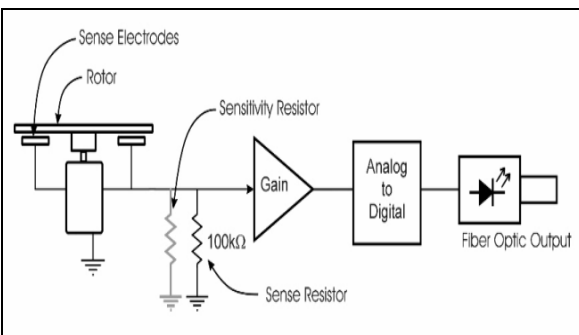 Sense Electrodes
Rotor
Sensitivity Resistor
Gain
Analog
to
Digital
100kΩ
Fiber Optic Output
Sense Resistor